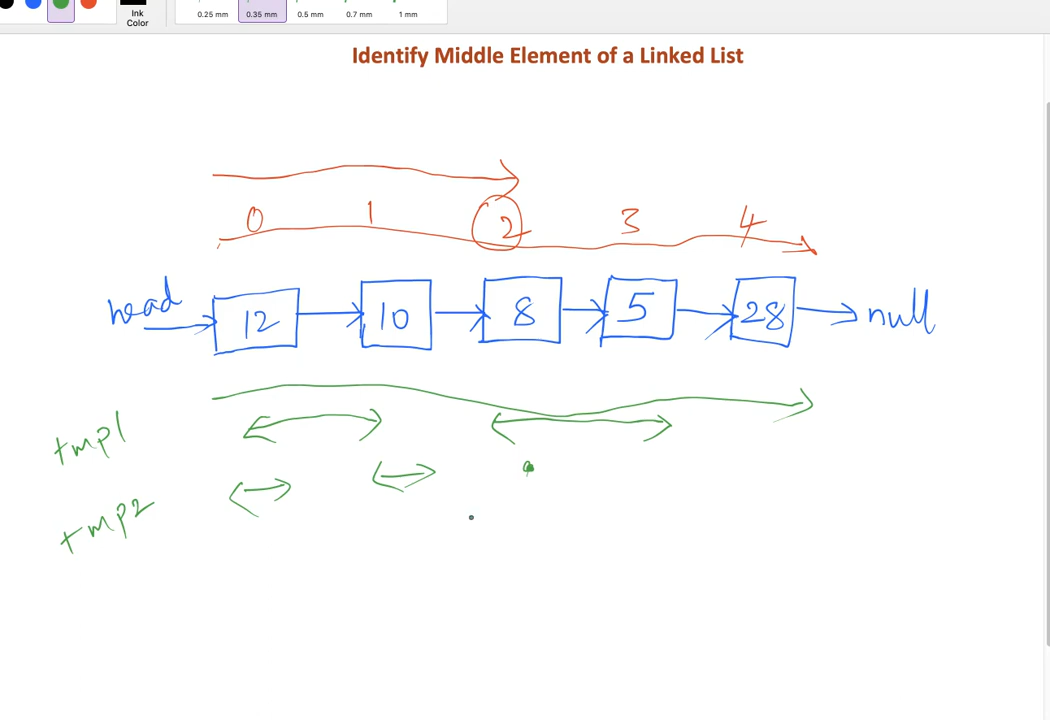 Ink
Color
0.25 mm 0.35 mm 0.5 mm 0.7 mm 1 mm
Identify Middle Element of a Linked List
0 1 2 3 4
head 12 10 8 5 28 null
tmp1
tmp2